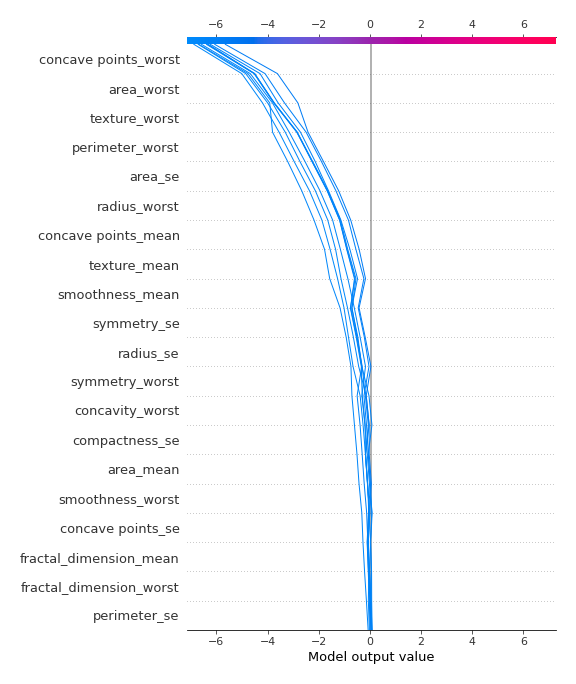 −6 −4 −2 0 2 4 6
concave points_worst
area_worst
texture_worst
perimeter_worst
area_se
radius_worst
concave points_mean
texture_mean
smoothness_mean
symmetry_se
radius_se
symmetry_worst
concavity_worst
compactness_se
area_mean
smoothness_worst
concave points_se
fractal_dimension_mean
fractal_dimension_worst
perimeter_se
−6 −4 −2 0 2 4 6
Model output value